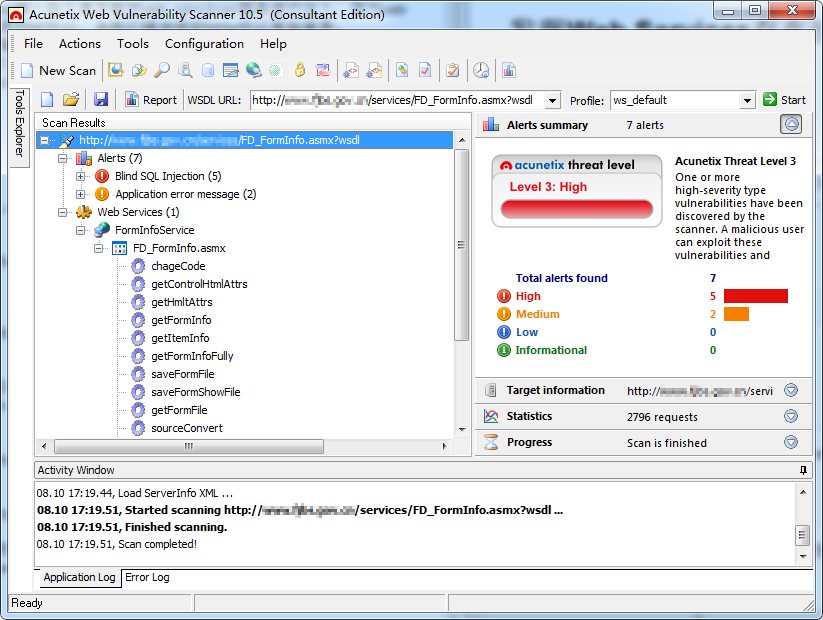 Acunetix Web Vulnerability Scanner 10.5 (Consultant Edition)
File Actions Tools Configuration Help
New Scan
Report WSDL URL: http:// /services/FD_FormInfo.asmx?wsdl Profile: ws_default Start
Tools Explorer
Scan Results
http:// /FD_FormInfo.asmx?wsdl
Alerts (7)
Blind SQL Injection (5)
Application error message (2)
Web Services (1)
FormInfoService
FD_FormInfo.asmx
chageCode
getControlHtmlAttrs
getHmltAttrs
getFormInfo
getItemInfo
getFormInfoFully
saveFormFile
saveFormShowFile
getFormFile
sourceConvert
Alerts summary 7 alerts
acunetix threat level
Level 3: High
Acunetix Threat Level 3
One or more
high-severity type
vulnerabilities have been
discovered by the
scanner. A malicious user
can exploit these
vulnerabilities and
Total alerts found 7
High 5
Medium 2
Low 0
Informational 0
Target information http:// /servi
Statistics 2796 requests
Progress Scan is finished
Activity Window
08.10 17:19.44, Load ServerInfo XML ...
08.10 17:19.51, Started scanning http:// /services/FD_FormInfo.asmx?wsdl ...
08.10 17:19.51, Finished scanning.
08.10 17:19.51, Scan completed!
Application Log Error Log
Ready